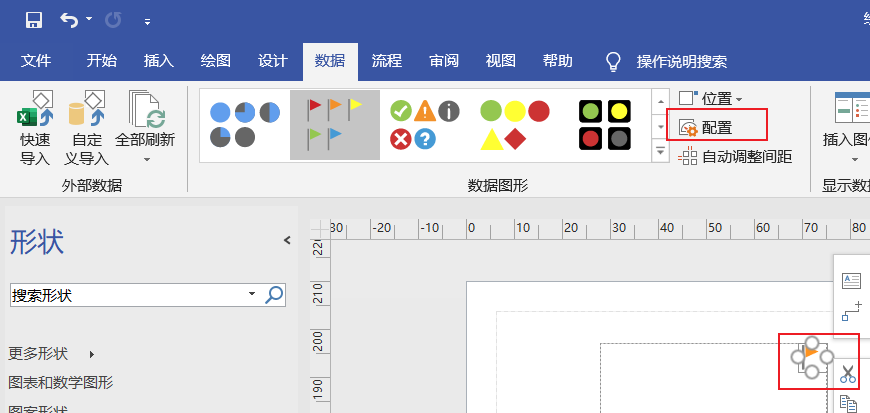 绘
文件 开始 插入 绘图 设计 数据 流程 审阅 视图 帮助 操作说明搜索
快速导入
自定义导入
全部刷新
外部数据
数据图形
位置
配置
自动调整间距
插入图
显示数据
形状
搜索形状
更多形状
图表和数学图形
图案形状
30 -20 -10 0 10 20 30 40 50 60 70 80
220
210
200
190